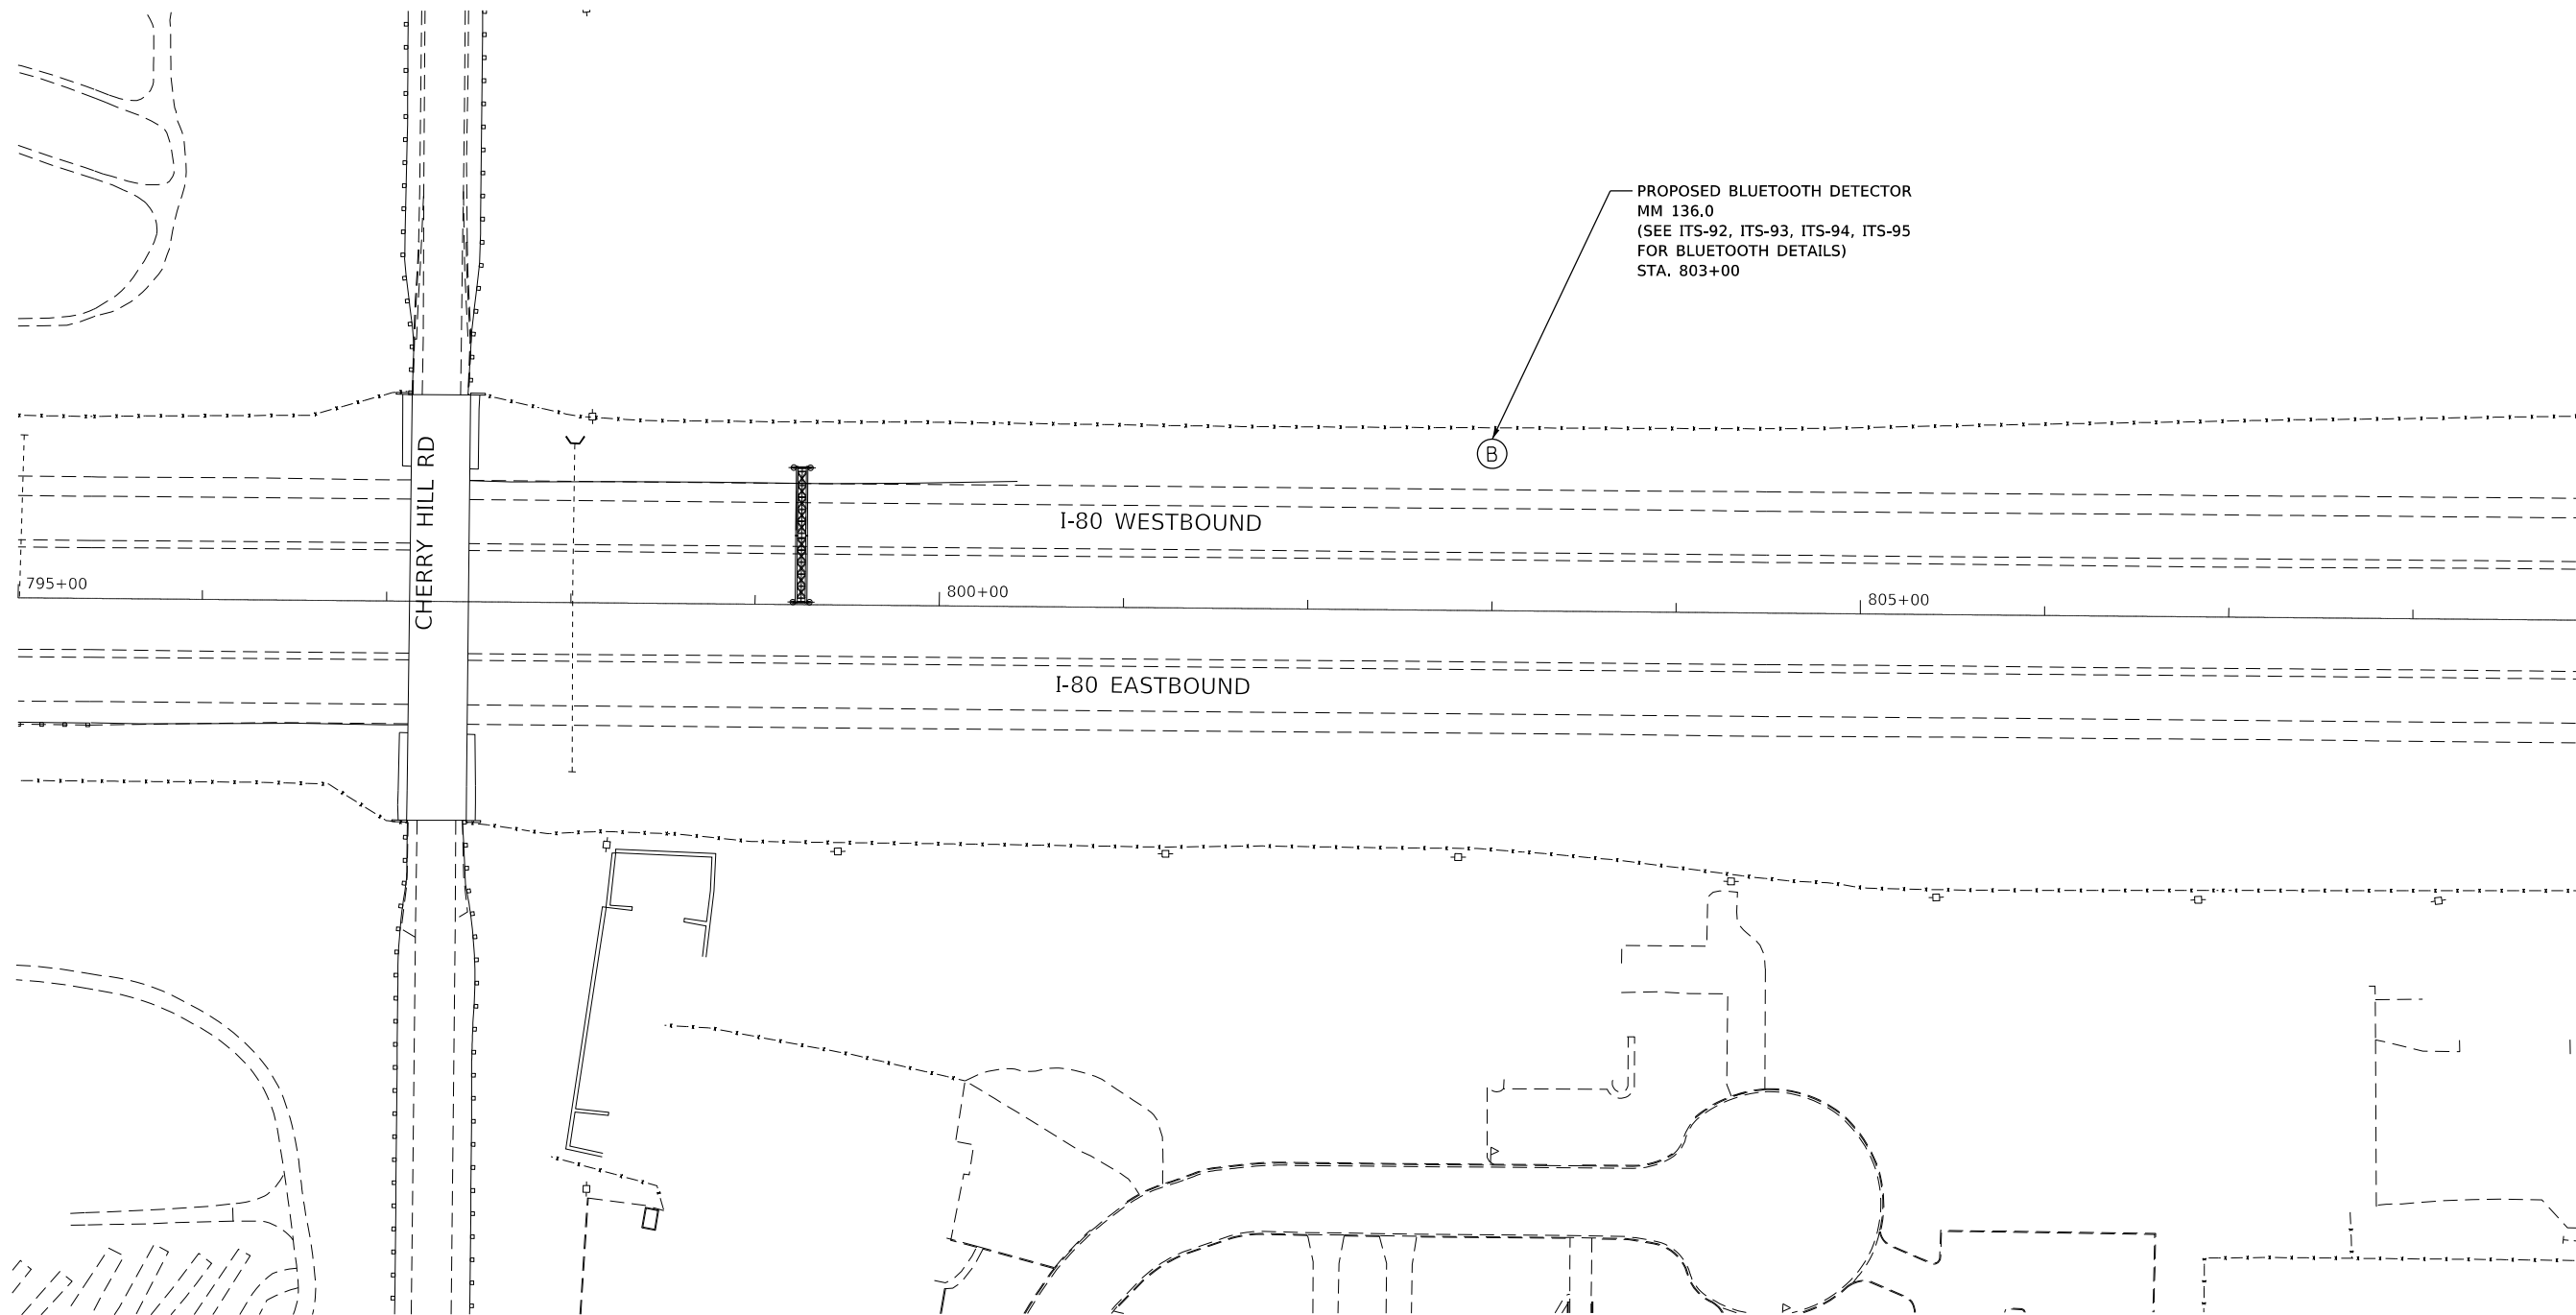 PROPOSED BLUETOOTH DETECTOR
MM 136.0
(SEE ITS-92, ITS-93, ITS-94, ITS-95
FOR BLUETOOTH DETAILS)
STA. 803+00
B
CHERRY HILL RD
I-80 WESTBOUND
795+00
800+00
805+00
I-80 EASTBOUND